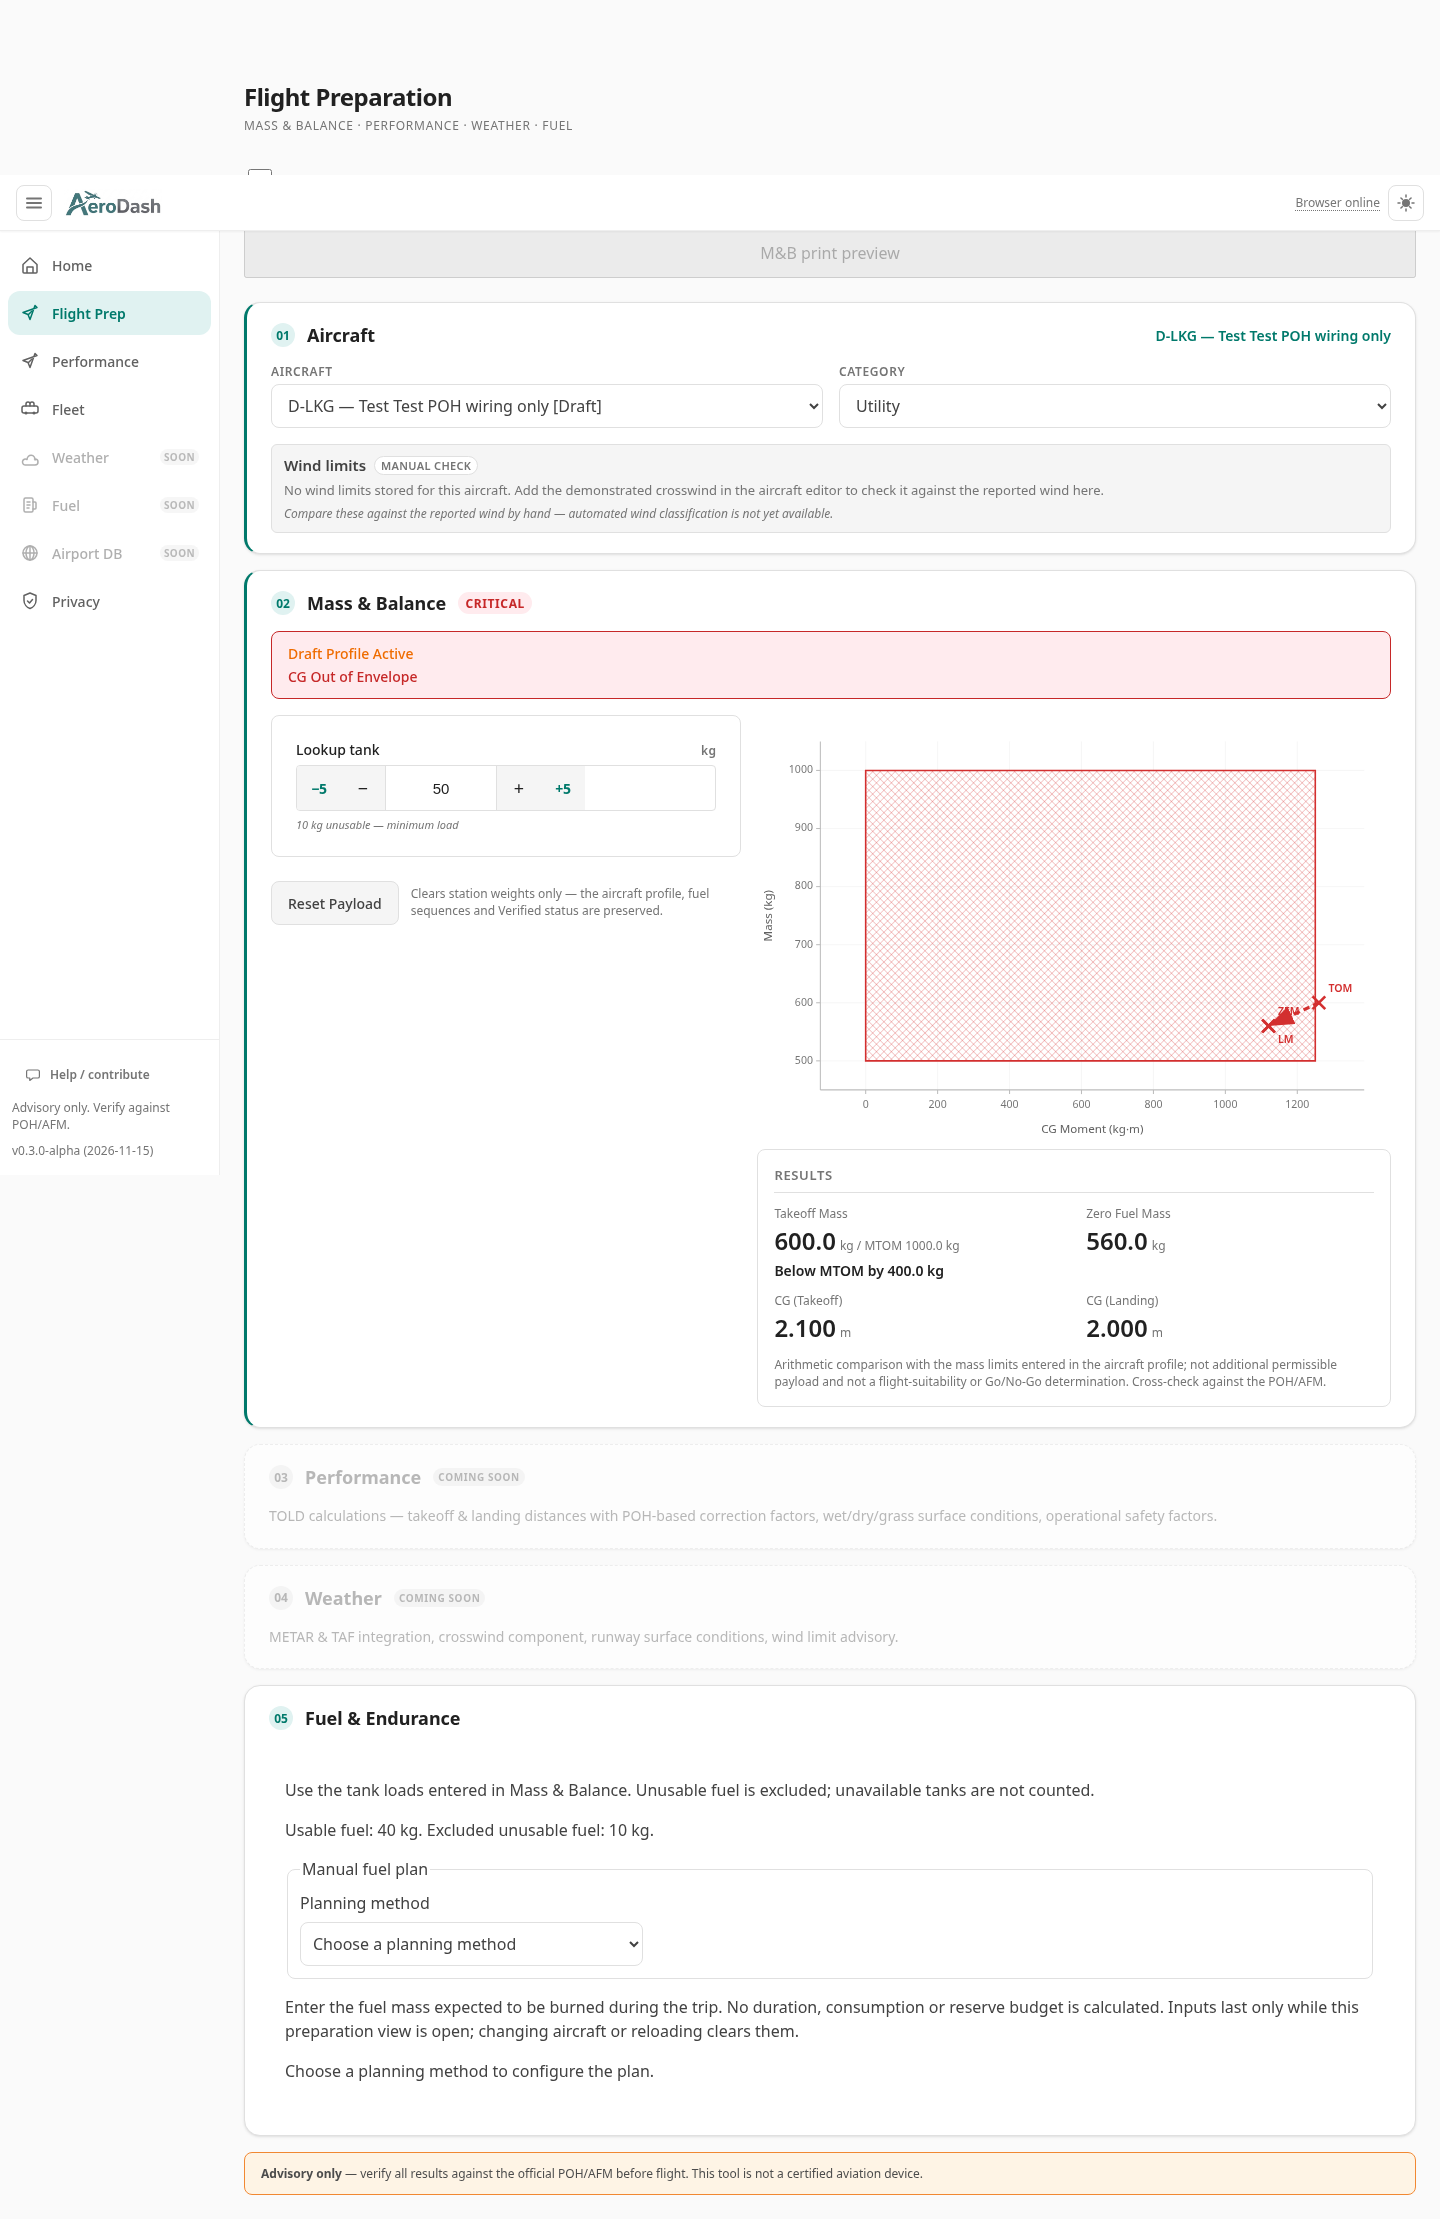 Flight Preparation
MASS & BALANCE · PERFORMANCE · WEATHER · FUEL
AeroDash
Browser online
M&B print preview
Home
Flight Prep
Performance
Fleet
Weather SOON
Fuel SOON
Airport DB SOON
Privacy
Help / contribute
Advisory only. Verify against
POH/AFM.
v0.3.0-alpha (2026-11-15)
01 Aircraft
D-LKG — Test Test POH wiring only
AIRCRAFT
CATEGORY
D-LKG — Test Test POH wiring only [Draft]
Utility
Wind limits MANUAL CHECK
No wind limits stored for this aircraft. Add the demonstrated crosswind in the aircraft editor to check it against the reported wind here.
Compare these against the reported wind by hand — automated wind classification is not yet available.
02 Mass & Balance CRITICAL
Draft Profile Active
CG Out of Envelope
Lookup tank kg
−5 − 50 + +5
10 kg unusable — minimum load
Reset Payload
Clears station weights only — the aircraft profile, fuel
sequences and Verified status are preserved.
Mass (kg)
1000
900
800
700
600
500
TOM
ZFM
LM
0 200 400 600 800 1000 1200
CG Moment (kg·m)
RESULTS
Takeoff Mass
Zero Fuel Mass
600.0 kg / MTOM 1000.0 kg
560.0 kg
Below MTOM by 400.0 kg
CG (Takeoff)
CG (Landing)
2.100 m
2.000 m
Arithmetic comparison with the mass limits entered in the aircraft profile; not additional permissible
payload and not a flight-suitability or Go/No-Go determination. Cross-check against the POH/AFM.
03 Performance COMING SOON
TOLD calculations — takeoff & landing distances with POH-based correction factors, wet/dry/grass surface conditions, operational safety factors.
04 Weather COMING SOON
METAR & TAF integration, crosswind component, runway surface conditions, wind limit advisory.
05 Fuel & Endurance
Use the tank loads entered in Mass & Balance. Unusable fuel is excluded; unavailable tanks are not counted.
Usable fuel: 40 kg. Excluded unusable fuel: 10 kg.
Manual fuel plan
Planning method
Choose a planning method
Enter the fuel mass expected to be burned during the trip. No duration, consumption or reserve budget is calculated. Inputs last only while this
preparation view is open; changing aircraft or reloading clears them.
Choose a planning method to configure the plan.
Advisory only — verify all results against the official POH/AFM before flight. This tool is not a certified aviation device.